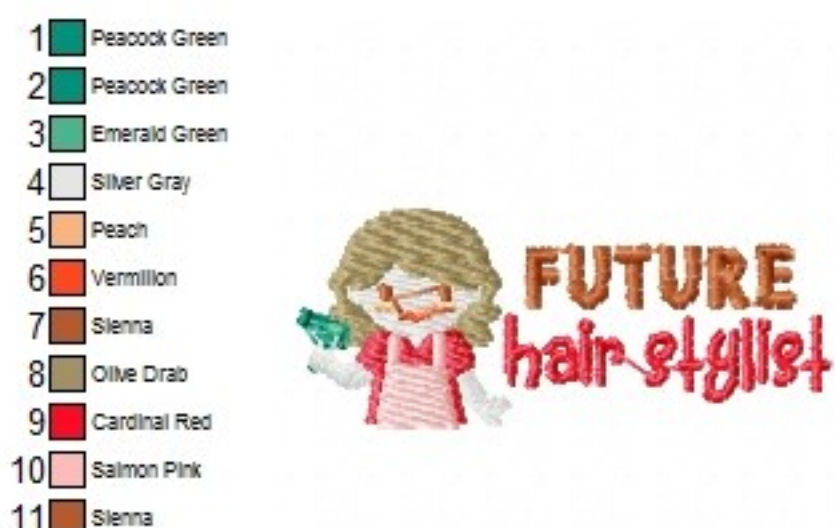 1 Peacock Green
2 Peacock Green
3 Emerald Green
4 Silver Gray
5 Peach
6 Vermilion
7 Sienna
8 Olive Drab
9 Cardinal Red
10 Salmon Pink
11 Sienna
FUTURE
hair stylist